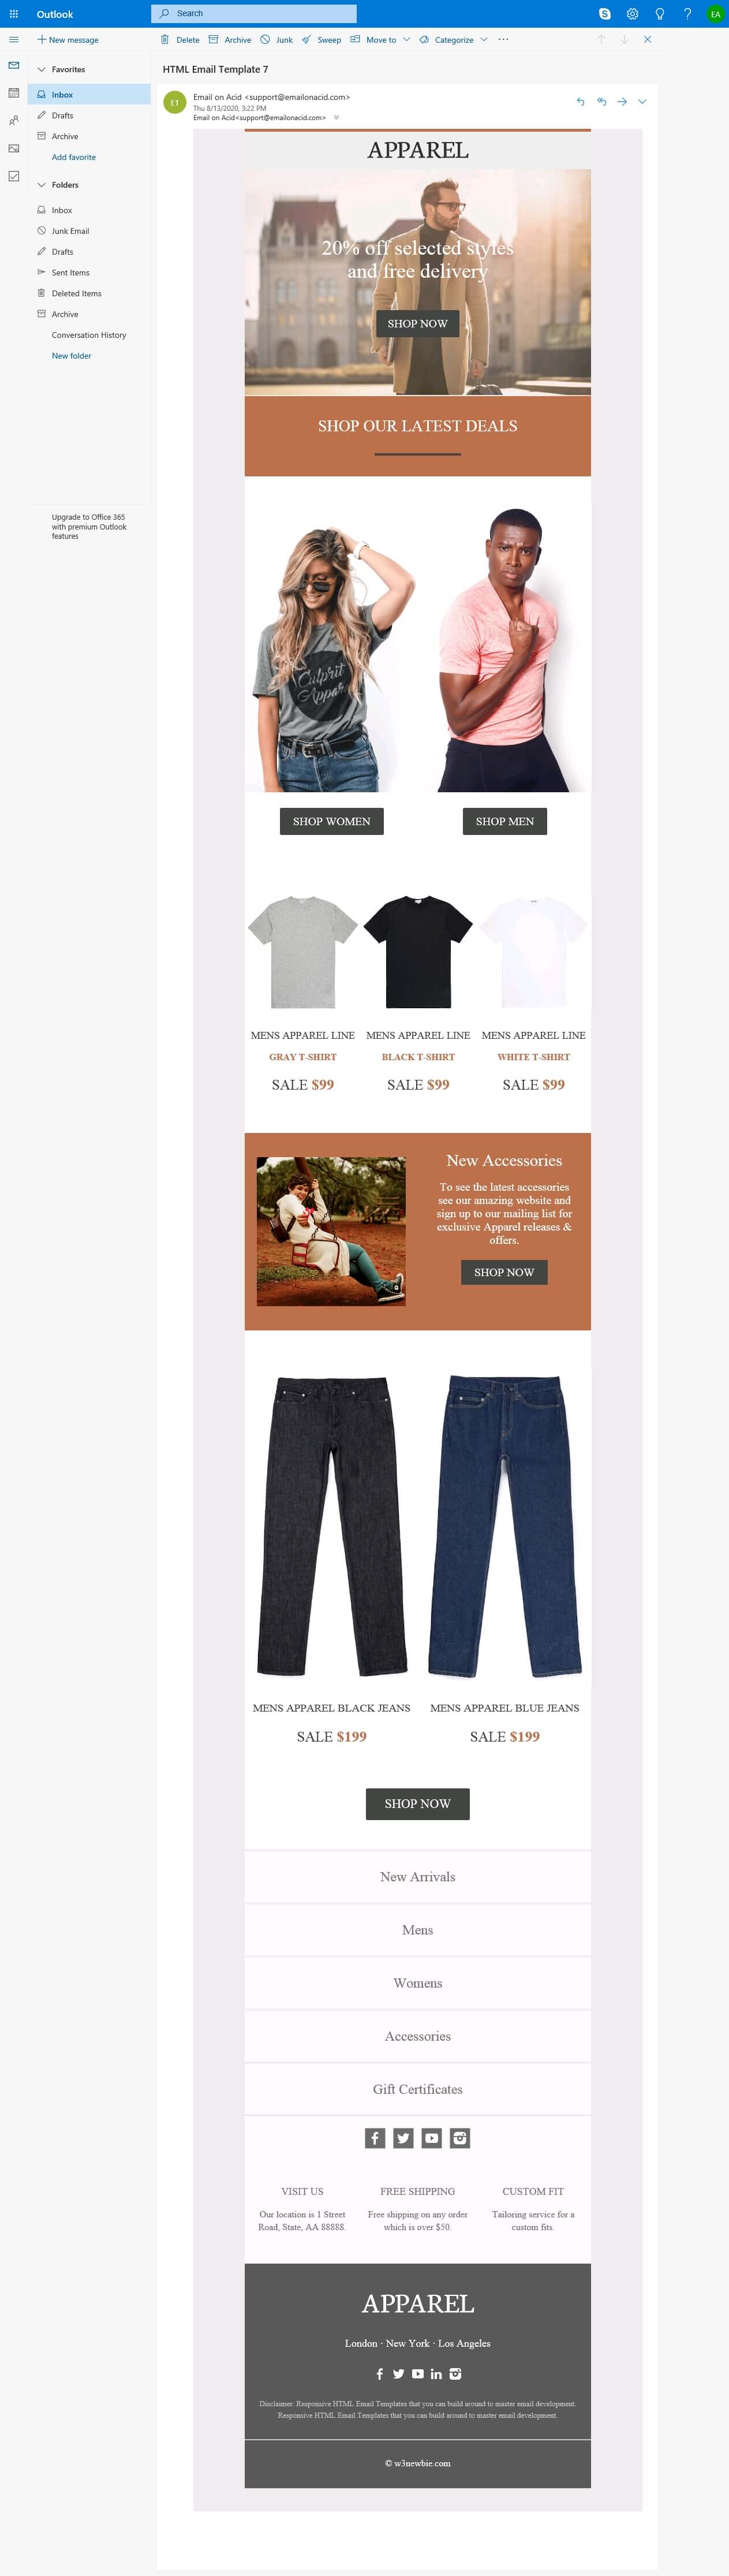 Outlook
Search
EA
New message
Delete Archive Junk Sweep Move to Categorize ...
Favorites
Inbox
Drafts
Archive
Add favorite
Folders
Inbox
Junk Email
Drafts
Sent Items
Deleted Items
Archive
Conversation History
New folder
Upgrade to Office 365
with premium Outlook
features
HTML Email Template 7
E1
Email on Acid <support@emailonacid.com>
Thu 8/13/2020, 3:22 PM
Email on Acid<support@emailonacid.com>
APPAREL
20% off selected styles
and free delivery
SHOP NOW
SHOP OUR LATEST DEALS
Culprit
Appar
SHOP WOMEN SHOP MEN
MENS APPAREL LINE MENS APPAREL LINE MENS APPAREL LINE
GRAY T-SHIRT BLACK T-SHIRT WHITE T-SHIRT
SALE $99 SALE $99 SALE $99
New Accessories
To see the latest accessories
see our amazing website and
sign up to our mailing list for
exclusive Apparel releases &
offers.
SHOP NOW
MENS APPAREL BLACK JEANS MENS APPAREL BLUE JEANS
SALE $199 SALE $199
SHOP NOW
New Arrivals
Mens
Womens
Accessories
Gift Certificates
VISIT US FREE SHIPPING CUSTOM FIT
Our location is 1 Street Free shipping on any order Tailoring service for a
Road, State, AA 88888. which is over $50. custom fits.
APPAREL
London · New York · Los Angeles
Disclaimer: Responsive HTML Email Templates that you can build around to master email development.
Responsive HTML Email Templates that you can build around to master email development.
© w3newbie.com